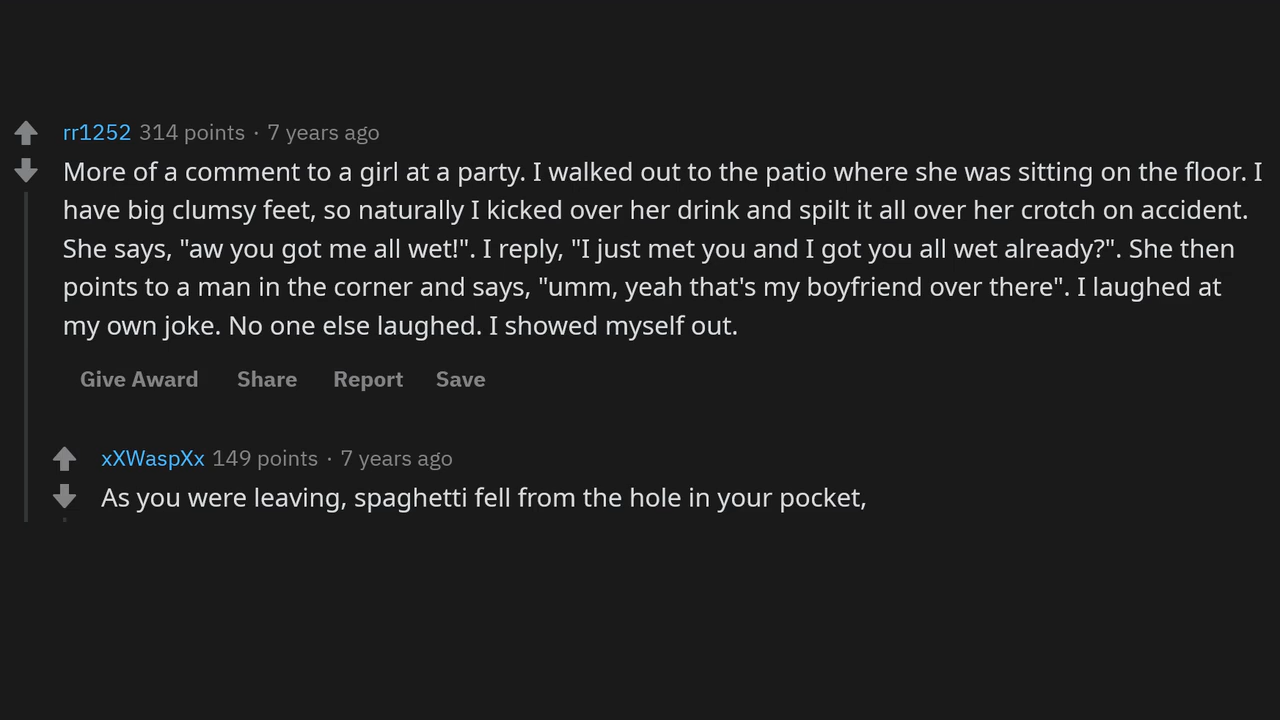 rr1252 314 points · 7 years ago
More of a comment to a girl at a party. I walked out to the patio where she was sitting on the floor. I
have big clumsy feet, so naturally I kicked over her drink and spilt it all over her crotch on accident.
She says, "aw you got me all wet!". I reply, "I just met you and I got you all wet already?". She then
points to a man in the corner and says, "umm, yeah that's my boyfriend over there". I laughed at
my own joke. No one else laughed. I showed myself out.
Give Award Share Report Save
xXWaspXx 149 points · 7 years ago
As you were leaving, spaghetti fell from the hole in your pocket,